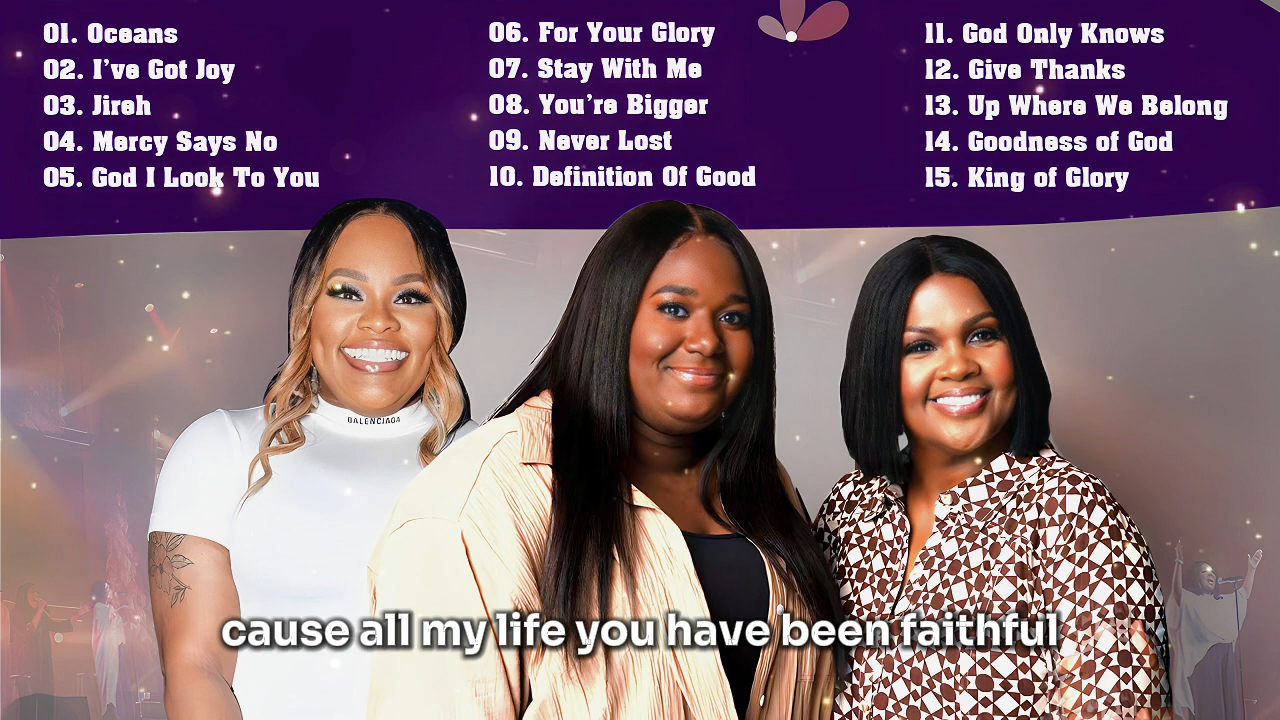 01. Oceans
02. I've Got Joy
03. Jireh
04. Mercy Says No
05. God I Look To You
06. For Your Glory
07. Stay With Me
08. You're Bigger
09. Never Lost
10. Definition Of Good
11. God Only Knows
12. Give Thanks
13. Up Where We Belong
14. Goodness of God
15. King of Glory
BALENCIAGA
cause all my life you have been faithful